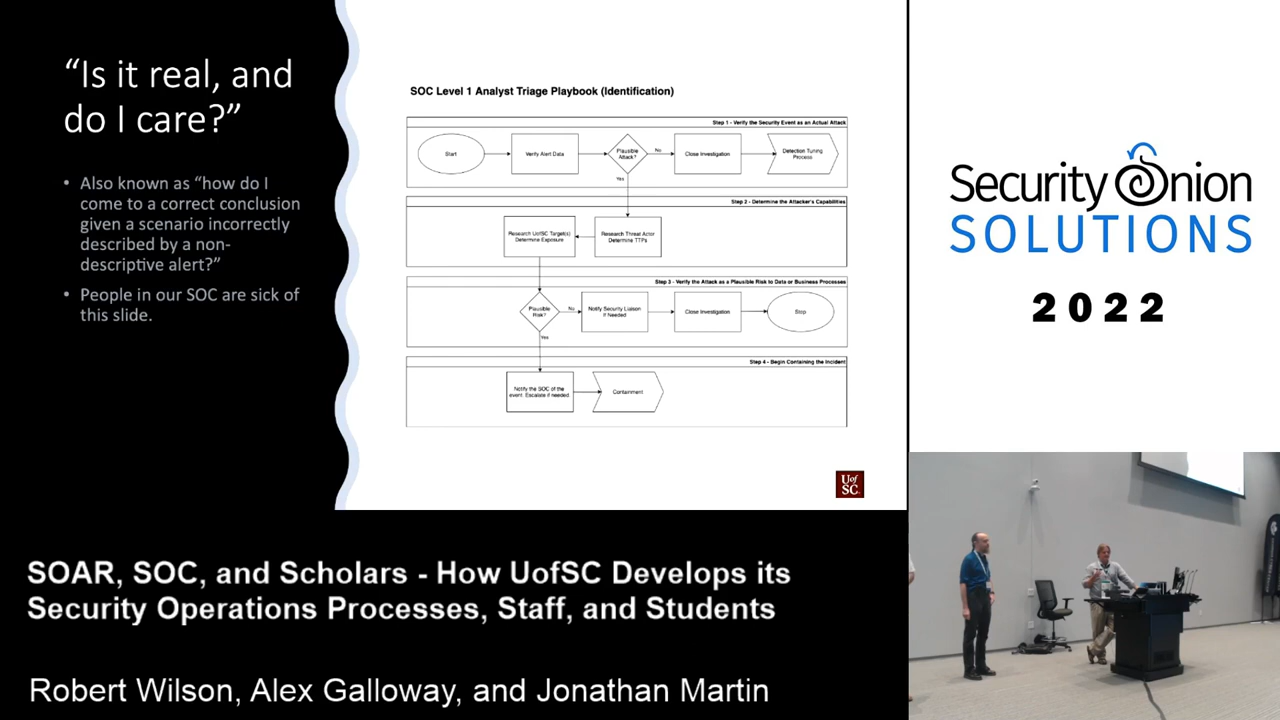 “Is it real, and
do I care?”
• Also known as “how do I
come to a correct conclusion
given a scenario incorrectly
described by a non-
descriptive alert?”
• People in our SOC are sick of
this slide.
SOC Level 1 Analyst Triage Playbook (Identification)
Step 1 - Verify the Security Event as an Actual Attack
Start
Verify Alert Data
Plausible
Attack?
No
Close Investigation
Detection Tuning
Process
Yes
Step 2 - Determine the Attacker's Capabilities
Research UofSC Target(s)
Determine Exposure
Research Threat Actor
Determine TTPs
Step 3 - Verify the Attack as a Plausible Risk to Data or Business Processes
Plausible
Risk?
No
Notify Security Liaison
If Needed
Close Investigation
Stop
Yes
Step 4 - Begin Containing the Incident
Notify the SOC of the
event. Escalate if needed.
Containment
U of
SC
Security Onion
SOLUTIONS
2022
SOAR, SOC, and Scholars - How UofSC Develops its
Security Operations Processes, Staff, and Students
Robert Wilson, Alex Galloway, and Jonathan Martin